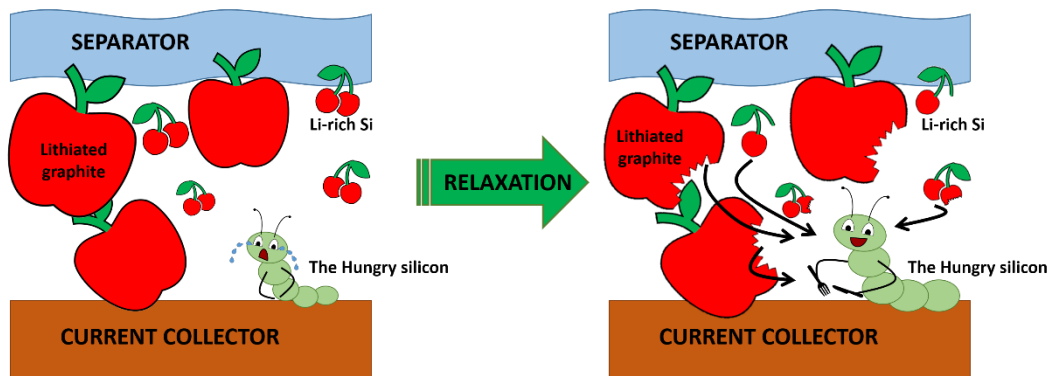 SEPARATOR
Li-rich Si
Lithiated
graphite
The Hungry silicon
CURRENT COLLECTOR
RELAXATION
SEPARATOR
Li-rich Si
Lithiated
graphite
The Hungry silicon
CURRENT COLLECTOR